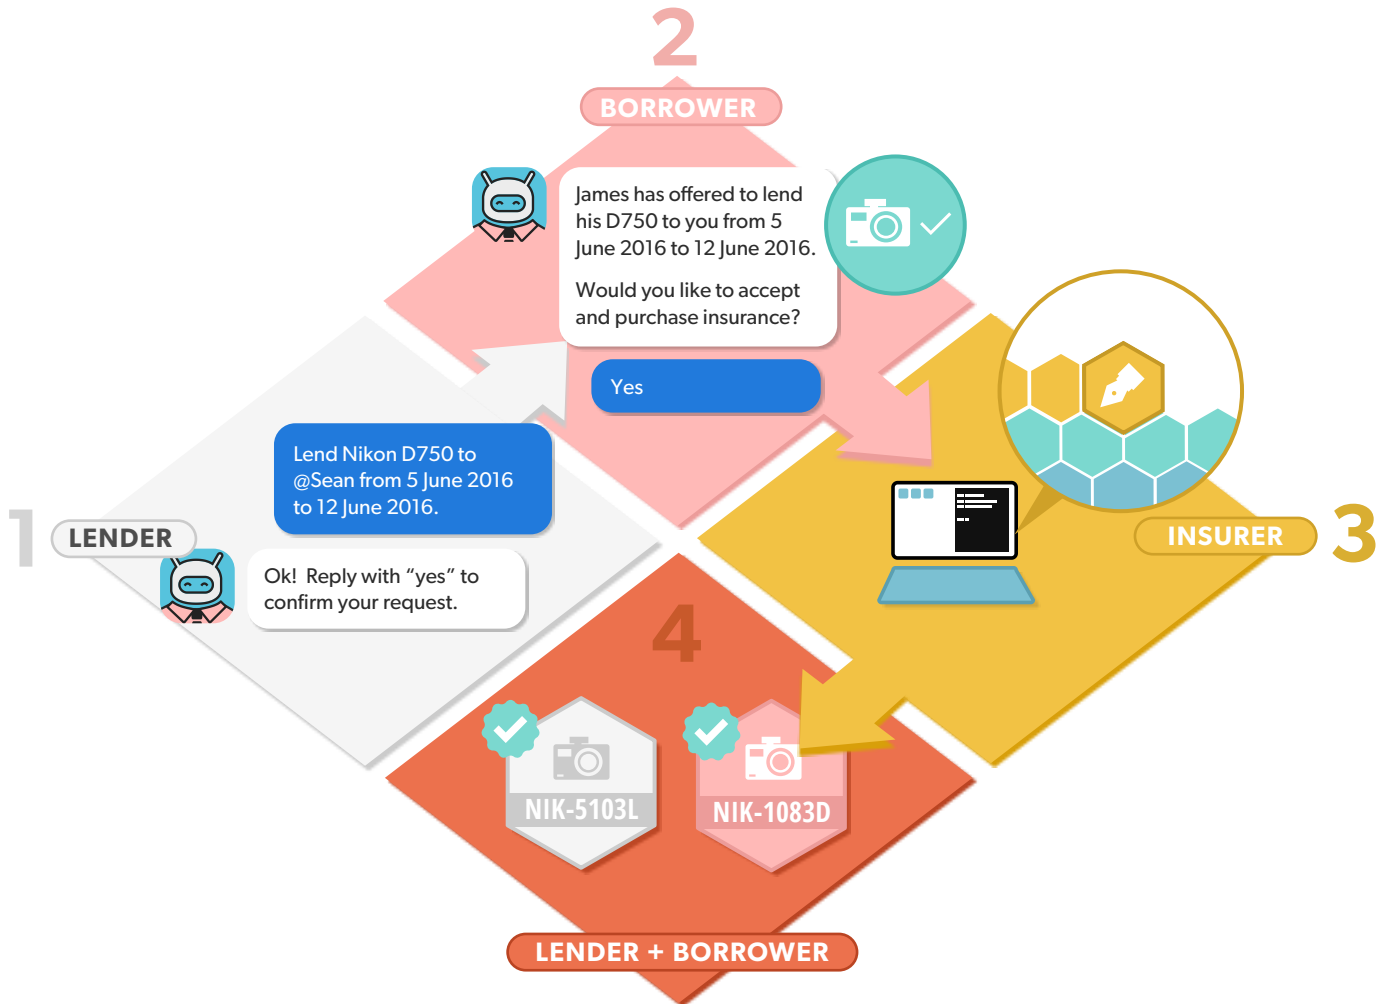 2
BORROWER
James has offered to lend
his D750 to you from 5
June 2016 to 12 June 2016.
Would you like to accept
and purchase insurance?
Yes
Lend Nikon D750 to
@Sean from 5 June 2016
to 12 June 2016.
1
LENDER
Ok! Reply with “yes” to
confirm your request.
INSURER
3
4
NIK-5103L
NIK-1083D
LENDER + BORROWER